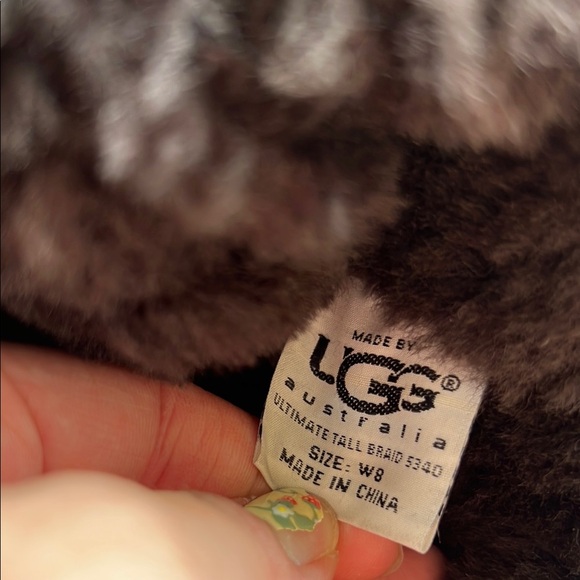 MADE BY
UGG®
australia
ULTIMATE TALL BRAID 5340
SIZE: W8
MADE IN CHINA